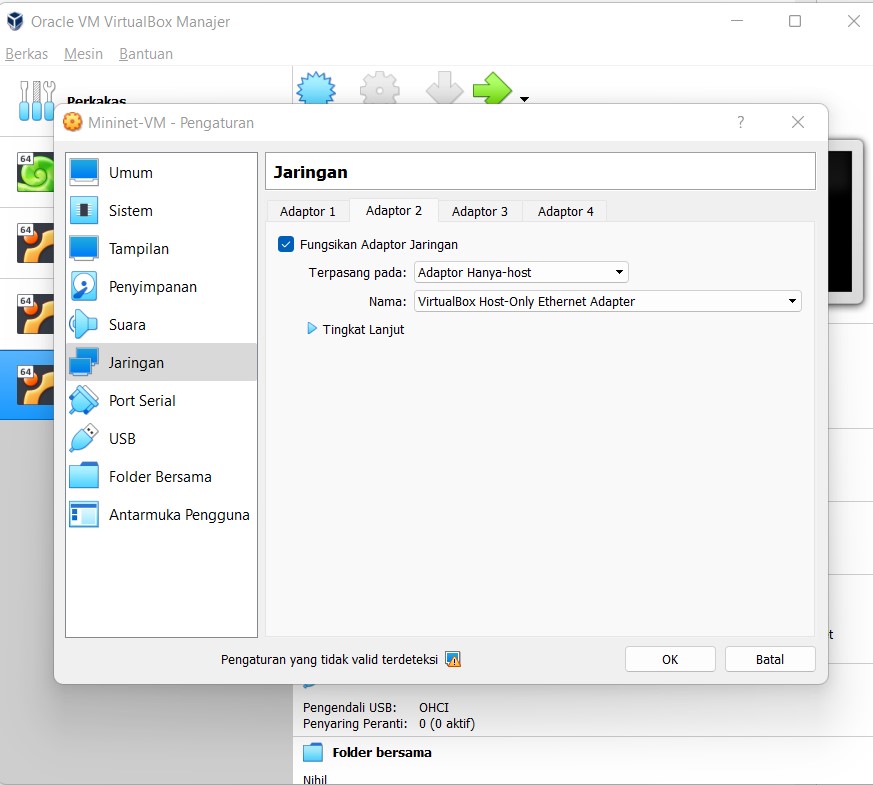 Oracle VM VirtualBox Manajer
Berkas Mesin Bantuan
Perkakas
Mininet-VM - Pengaturan
?
64
64
64
64
Umum
Sistem
Tampilan
Penyimpanan
Suara
Jaringan
Port Serial
USB
Folder Bersama
Antarmuka Pengguna
Jaringan
Adaptor 1 Adaptor 2 Adaptor 3 Adaptor 4
Fungsikan Adaptor Jaringan
Terpasang pada: Adaptor Hanya-host
Nama: VirtualBox Host-Only Ethernet Adapter
Tingkat Lanjut
Pengaturan yang tidak valid terdeteksi
OK Batal
Pengendali USB: OHCI
Penyaring Peranti: 0 (0 aktif)
Folder bersama
Nihil